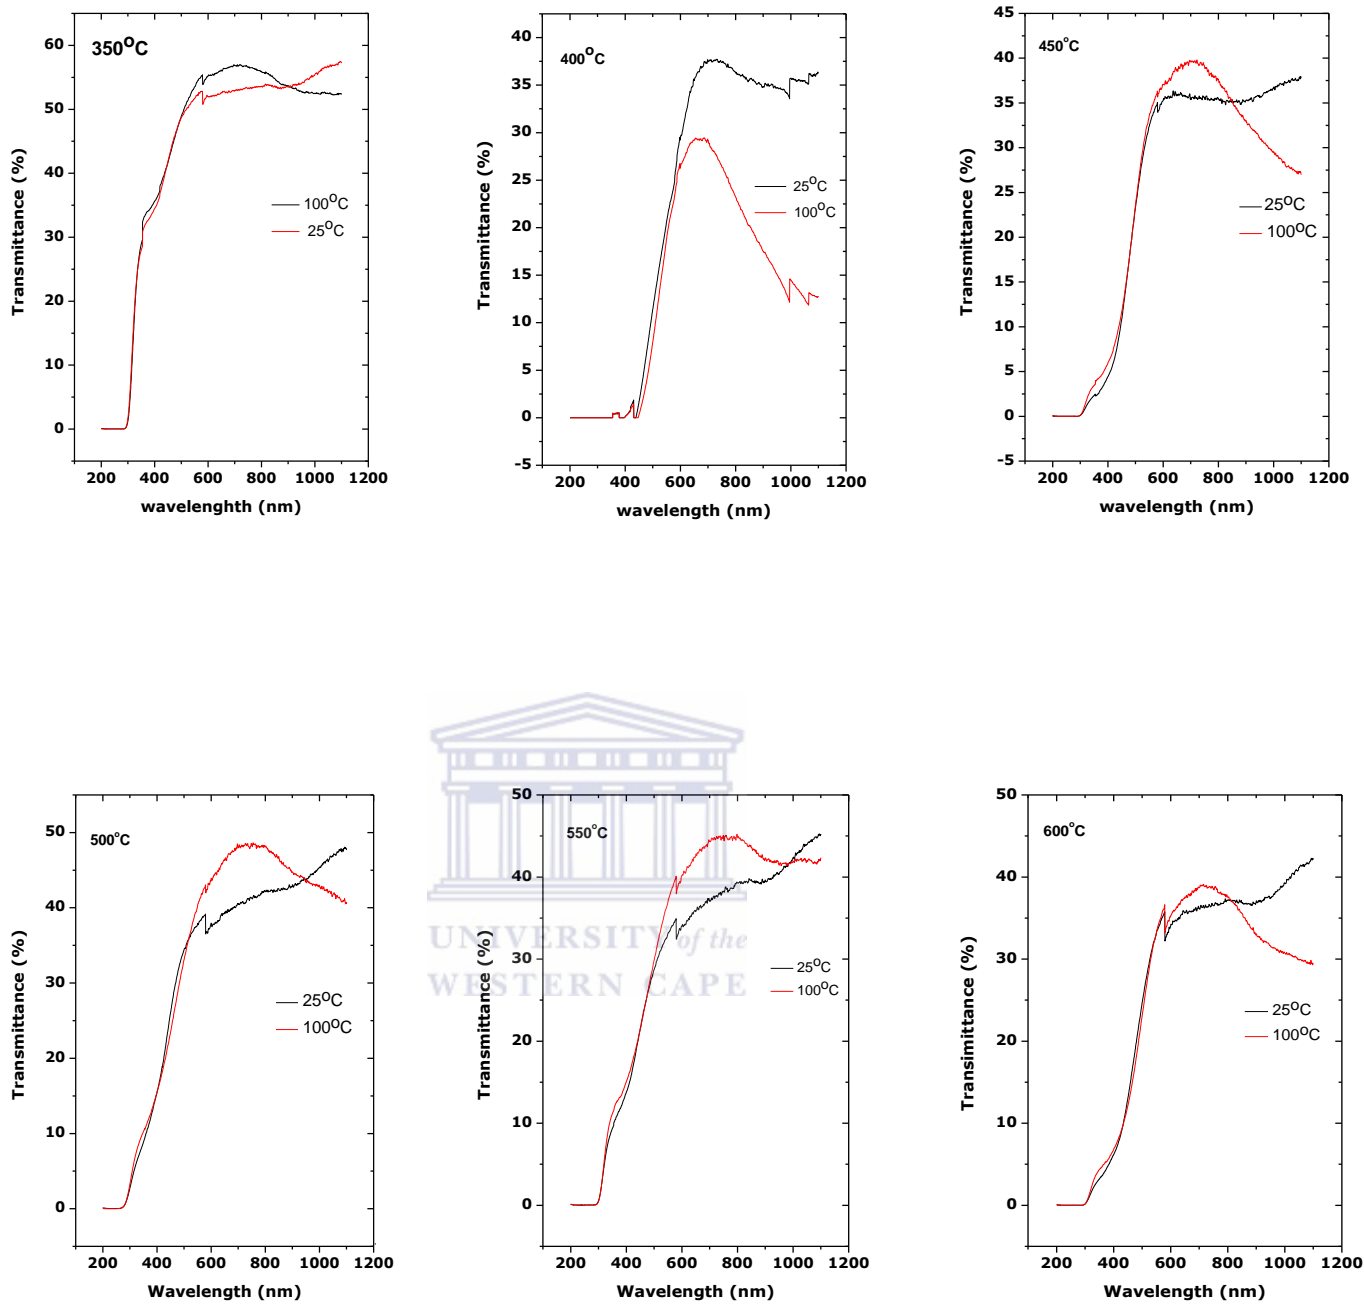 350°C
Transmittance (%)
60
50
40
30
20
10
0
100°C
25°C
200 400 600 800 1000 1200
wavelenghth (nm)
400°C
Transmittance (%)
40
35
30
25
20
15
10
5
0
-5
25°C
100°C
200 400 600 800 1000 1200
wavelength (nm)
450°C
Transmittance (%)
45
40
35
30
25
20
15
10
5
0
-5
25°C
100°C
200 400 600 800 1000 1200
wavelength (nm)
500°C
Transmittance (%)
50
40
30
20
10
0
25°C
100°C
200 400 600 800 1000 1200
Wavelength (nm)
550°C
Transmittance (%)
50
40
30
20
10
0
25°C
100°C
200 400 600 800 1000 1200
Wavelength (nm)
UNIVERSITY of the
WESTERN CAPE
600°C
Transimittance (%)
50
40
30
20
10
0
25°C
100°C
200 400 600 800 1000 1200
Wavelength (nm)